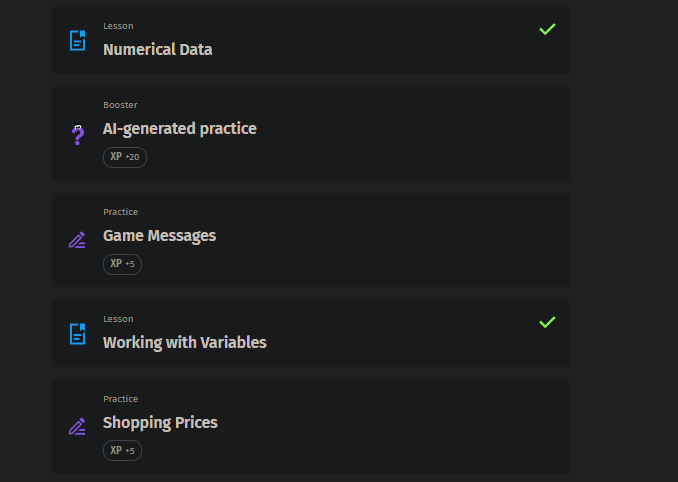 Lesson
Numerical Data
Booster
AI-generated practice
XP +20
Practice
Game Messages
XP +5
Lesson
Working with Variables
Practice
Shopping Prices
XP +5